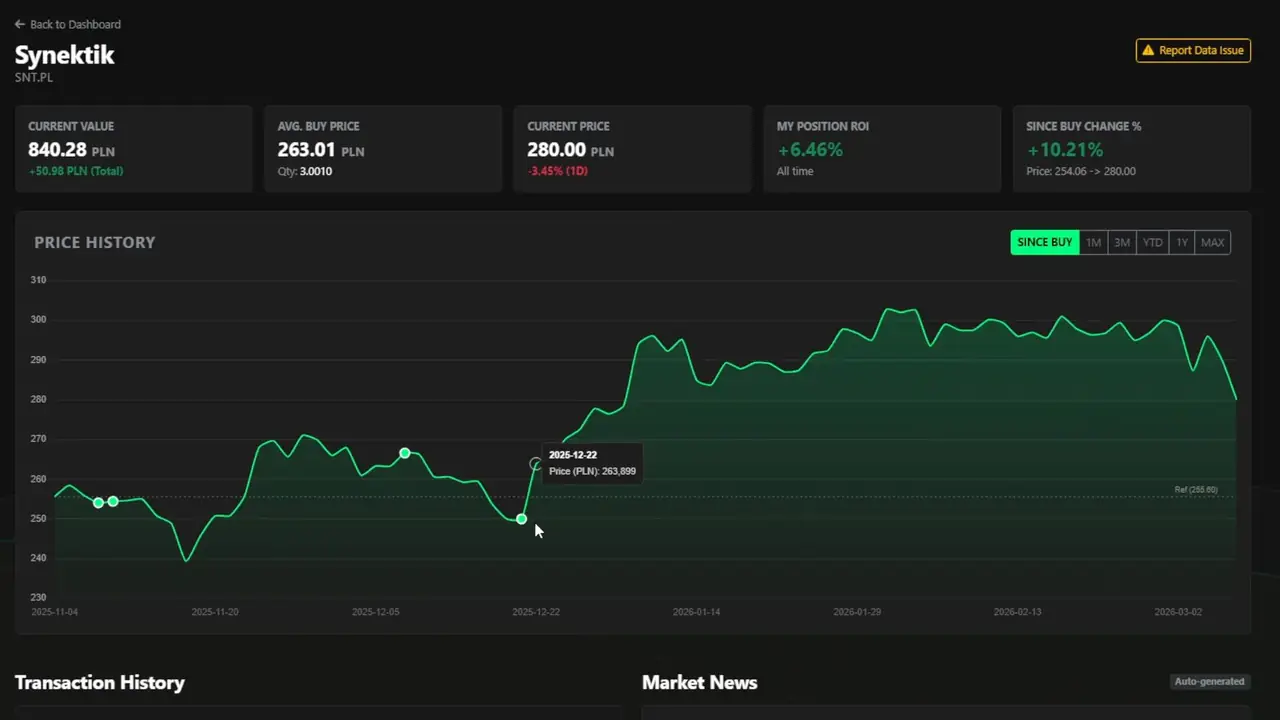 Back to Dashboard
Synektik
SNT.PL
Report Data Issue
CURRENT VALUE
840.28 PLN
+50.98 PLN (Total)
AVG. BUY PRICE
263.01 PLN
Qty: 3.0010
CURRENT PRICE
280.00 PLN
-3.45% (1D)
MY POSITION ROI
+6.46%
All time
SINCE BUY CHANGE %
+10.21%
Price: 254.06 -> 280.00
PRICE HISTORY
SINCE BUY 1M 3M YTD 1Y MAX
310
300
290
280
270
260
250
240
230
2025-12-22
Price (PLN): 263,899
Ref (255.60)
2025-11-04 2025-11-20 2025-12-05 2025-12-22 2026-01-14 2026-01-29 2026-02-13 2026-03-02
Transaction History
Market News
Auto-generated